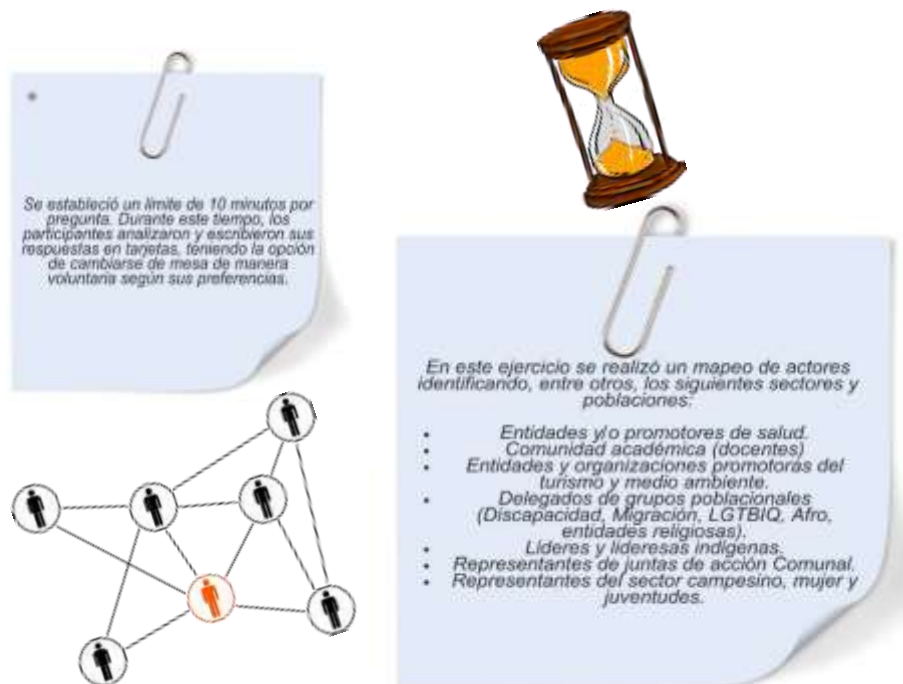 Se estableció un límite de 10 minutos por
pregunta. Durante este tiempo, los
participantes analizaron y escribieron sus
respuestas en tarjetas, teniendo la opción
de cambiarse de mesa de manera
voluntaria según sus preferencias.
En este ejercicio se realizó un mapeo de actores
identificando, entre otros, los siguientes sectores y
poblaciones:
• Entidades y/o promotores de salud.
• Comunidad académica (docentes)
• Entidades y organizaciones promotoras del
turismo y medio ambiente.
• Delegados de grupos poblacionales
(Discapacidad, Migración, LGTBIQ, Afro,
entidades religiosas).
• Líderes y lideresas indígenas.
• Representantes de juntas de acción Comunal.
• Representantes del sector campesino, mujer y
juventudes.